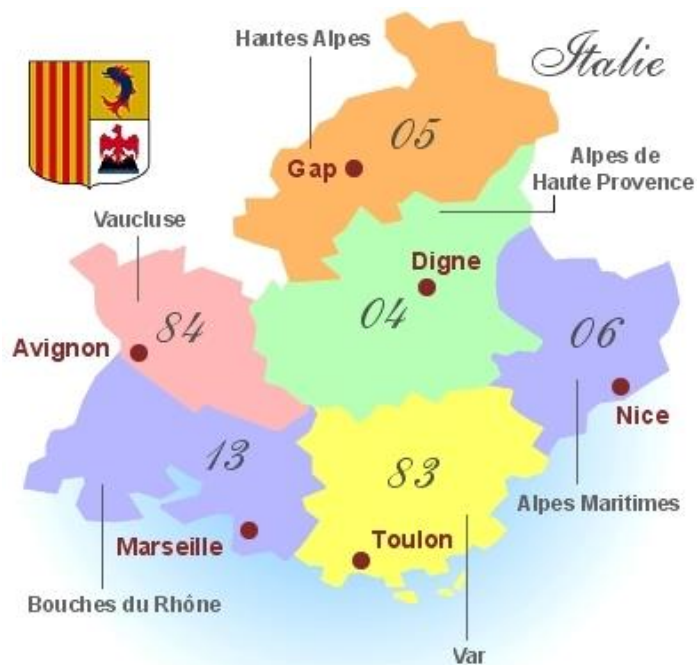 Hautes Alpes
Italie
05
Alpes de
Haute Provence
Gap
Vaucluse
Digne
84
04
06
Avignon
Nice
13
83
Alpes Maritimes
Marseille
Toulon
Bouches du Rhône
Var